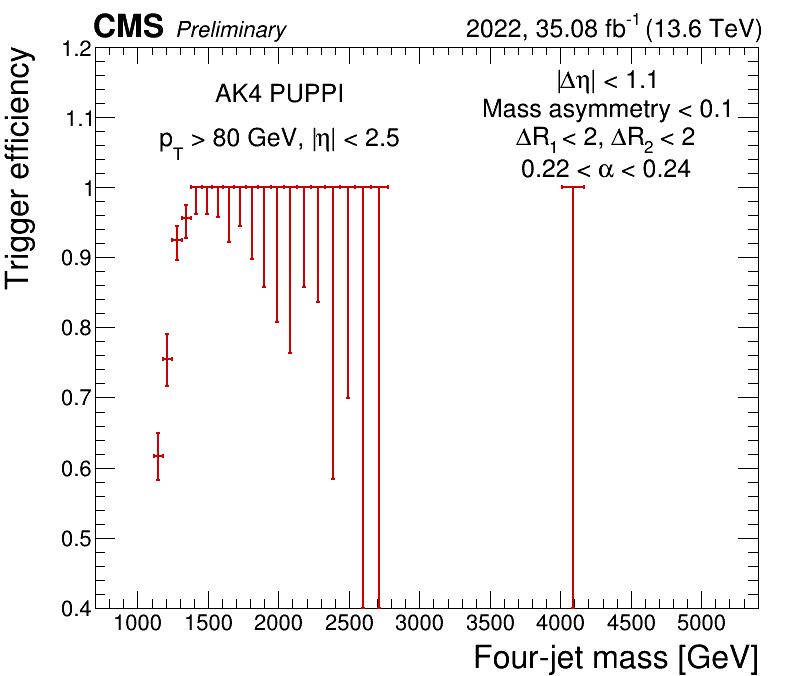 CMS Preliminary 2022, 35.08 fb⁻¹ (13.6 TeV)
AK4 PUPPI
p_T > 80 GeV, |η| < 2.5
|Δη| < 1.1
Mass asymmetry < 0.1
ΔR₁ < 2, ΔR₂ < 2
0.22 < α < 0.24
Trigger efficiency
1.2
1.1
1
0.9
0.8
0.7
0.6
0.5
0.4
1000 1500 2000 2500 3000 3500 4000 4500 5000
Four-jet mass [GeV]